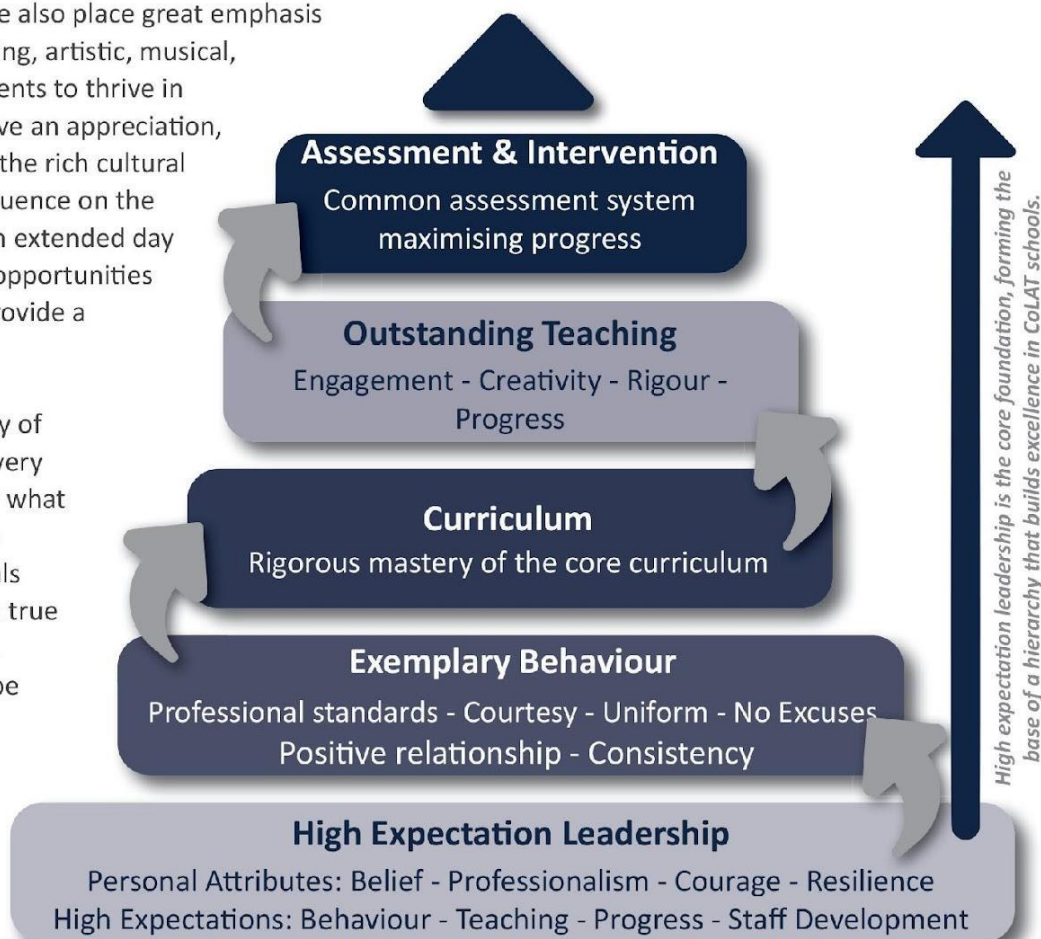 e also place great emphasis
ing, artistic, musical,
ents to thrive in
ve an appreciation,
the rich cultural
uence on the
n extended day
opportunities
rovide a
y of
very
what
ls
true
be
Assessment & Intervention
Common assessment system
maximising progress
Outstanding Teaching
Engagement - Creativity - Rigour -
Progress
Curriculum
Rigorous mastery of the core curriculum
Exemplary Behaviour
Professional standards - Courtesy - Uniform - No Excuses
Positive relationship - Consistency
High Expectation Leadership
Personal Attributes: Belief - Professionalism - Courage - Resilience
High Expectations: Behaviour - Teaching - Progress - Staff Development
High expectation leadership is the core foundation, forming the
base of a hierarchy that builds excellence in CoLAT schools.